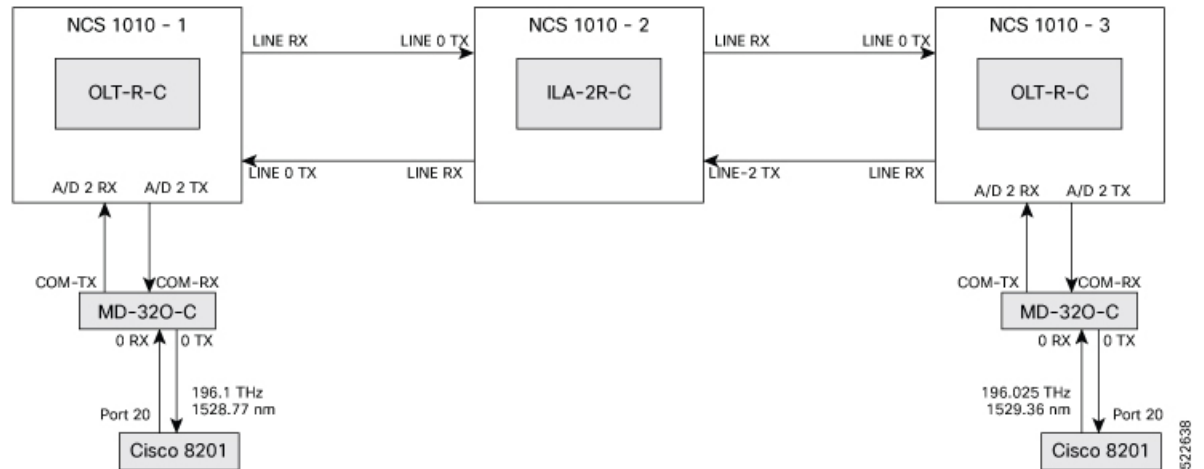 NCS 1010 - 1
NCS 1010 - 2
NCS 1010 - 3
LINE RX
LINE 0 TX
LINE RX
LINE 0 TX
OLT-R-C
ILA-2R-C
OLT-R-C
LINE 0 TX
LINE RX
LINE-2 TX
LINE RX
A/D 2 RX
A/D 2 TX
A/D 2 RX
A/D 2 TX
COM-TX
COM-RX
COM-TX
COM-RX
MD-32O-C
MD-32O-C
0 RX
0 TX
0 RX
0 TX
196.1 THz
1528.77 nm
196.025 THz
1529.36 nm
Port 20
Port 20
Cisco 8201
Cisco 8201
522638